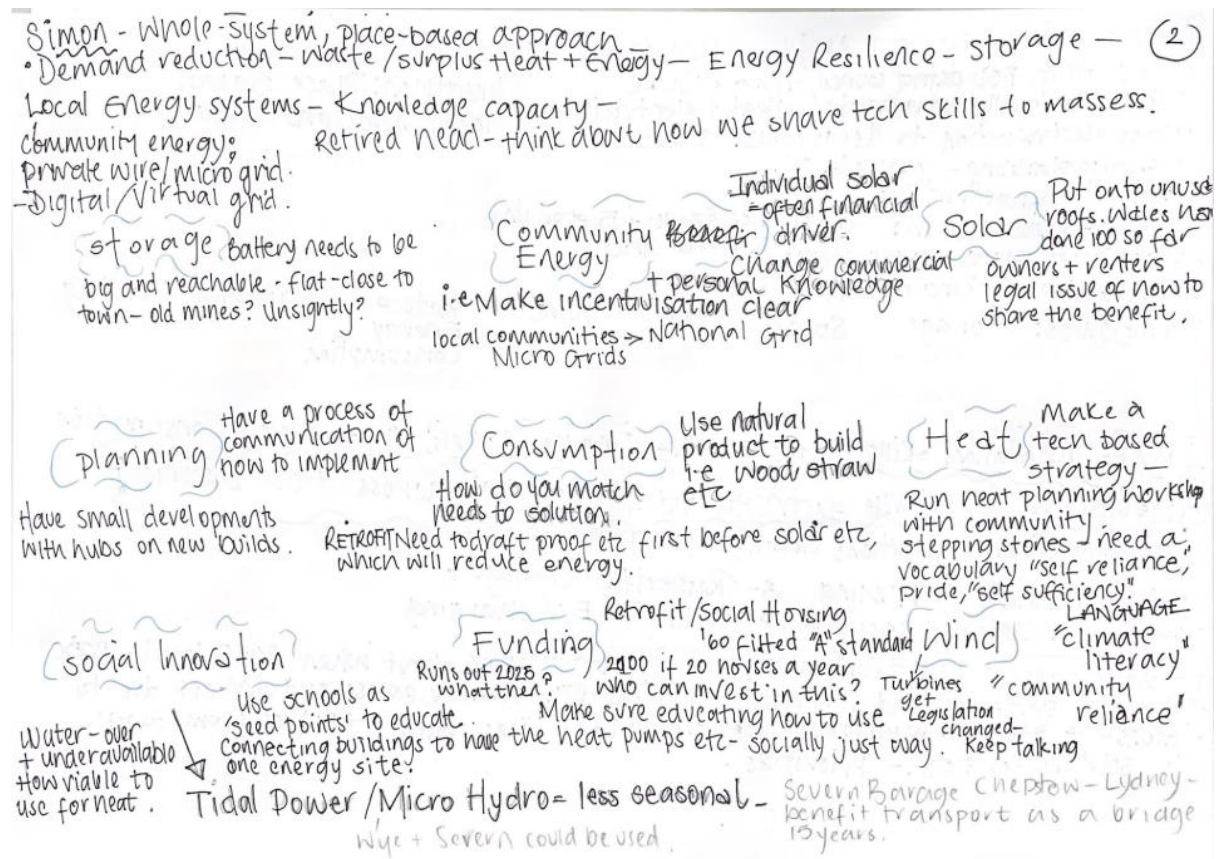 Simon - whole-system, place-based approach
②
• Demand reduction - waste / surplus Heat + Energy - Energy Resilience - storage -
Local Energy systems - Knowledge capacity -
Retired head - think about how we share tech skills to massess.
Community energy;
private wire/micro grid.
- Digital/Virtual grid.
storage
Battery needs to be
big and reachable - flat-close to
town - old mines? Unsightly?
Community Energy
Individual solar
= often financial
driver.
Change commercial
+ personal knowledge
i.e Make incentivisation clear
local communities > National Grid
Micro Grids
Solar
Put onto unuse
roofs. Wales has
done 100 so far
owners + renters
legal issue of how to
share the benefit.
planning
Have a process of
communication of
how to implement
Have small developments
with hubs on new builds.
Consumption
Use natural
product to build
i.e wood straw
etc
How do you match
needs to solution.
RETROFIT Need to draft proof etc first before solar etc,
which will reduce energy.
Heat
Make a
tech based
strategy -
Run heat planning workshop
with community -
stepping stones - need a
vocabulary "self reliance,
pride, "self sufficiency".
LANGUAGE
"climate
literacy"
"community
reliance"
social Innovation
use schools as
'seed points' to educate.
Connecting buildings to have the heat pumps etc - socially just way.
one energy site?
Funding
Runs out 2025
what then?
Retrofit/Social Housing
'60 fitted "A" standard
2100 if 20 houses a year
who can invest in this?
Make sure educating how to use
Wind
Turbines
get
Legislation
changed-
Keep talking
Water - over
+ under available
How viable to
use for heat.
Tidal Power / Micro Hydro = less seasonal -
Wye + Severn could be used.
Severn Barage Chepstow - Lydney -
benefit transport as a bridge
15 years.